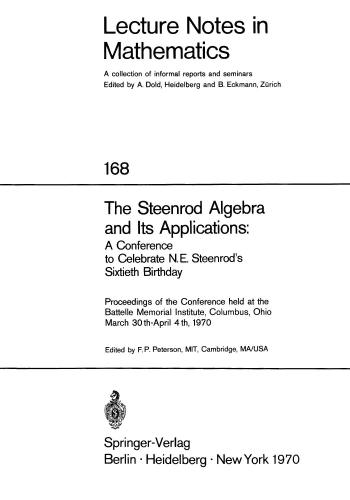 Lecture Notes in
Mathematics
A collection of informal reports and seminars
Edited by A. Dold, Heidelberg and B. Eckmann, Zürich
168
The Steenrod Algebra
and Its Applications:
A Conference
to Celebrate N.E. Steenrod's
Sixtieth Birthday
Proceedings of the Conference held at the
Battelle Memorial Institute, Columbus, Ohio
March 30th-April 4th, 1970
Edited by F. P. Peterson, MIT, Cambridge, MA/USA
Springer-Verlag
Berlin · Heidelberg · New York 1970